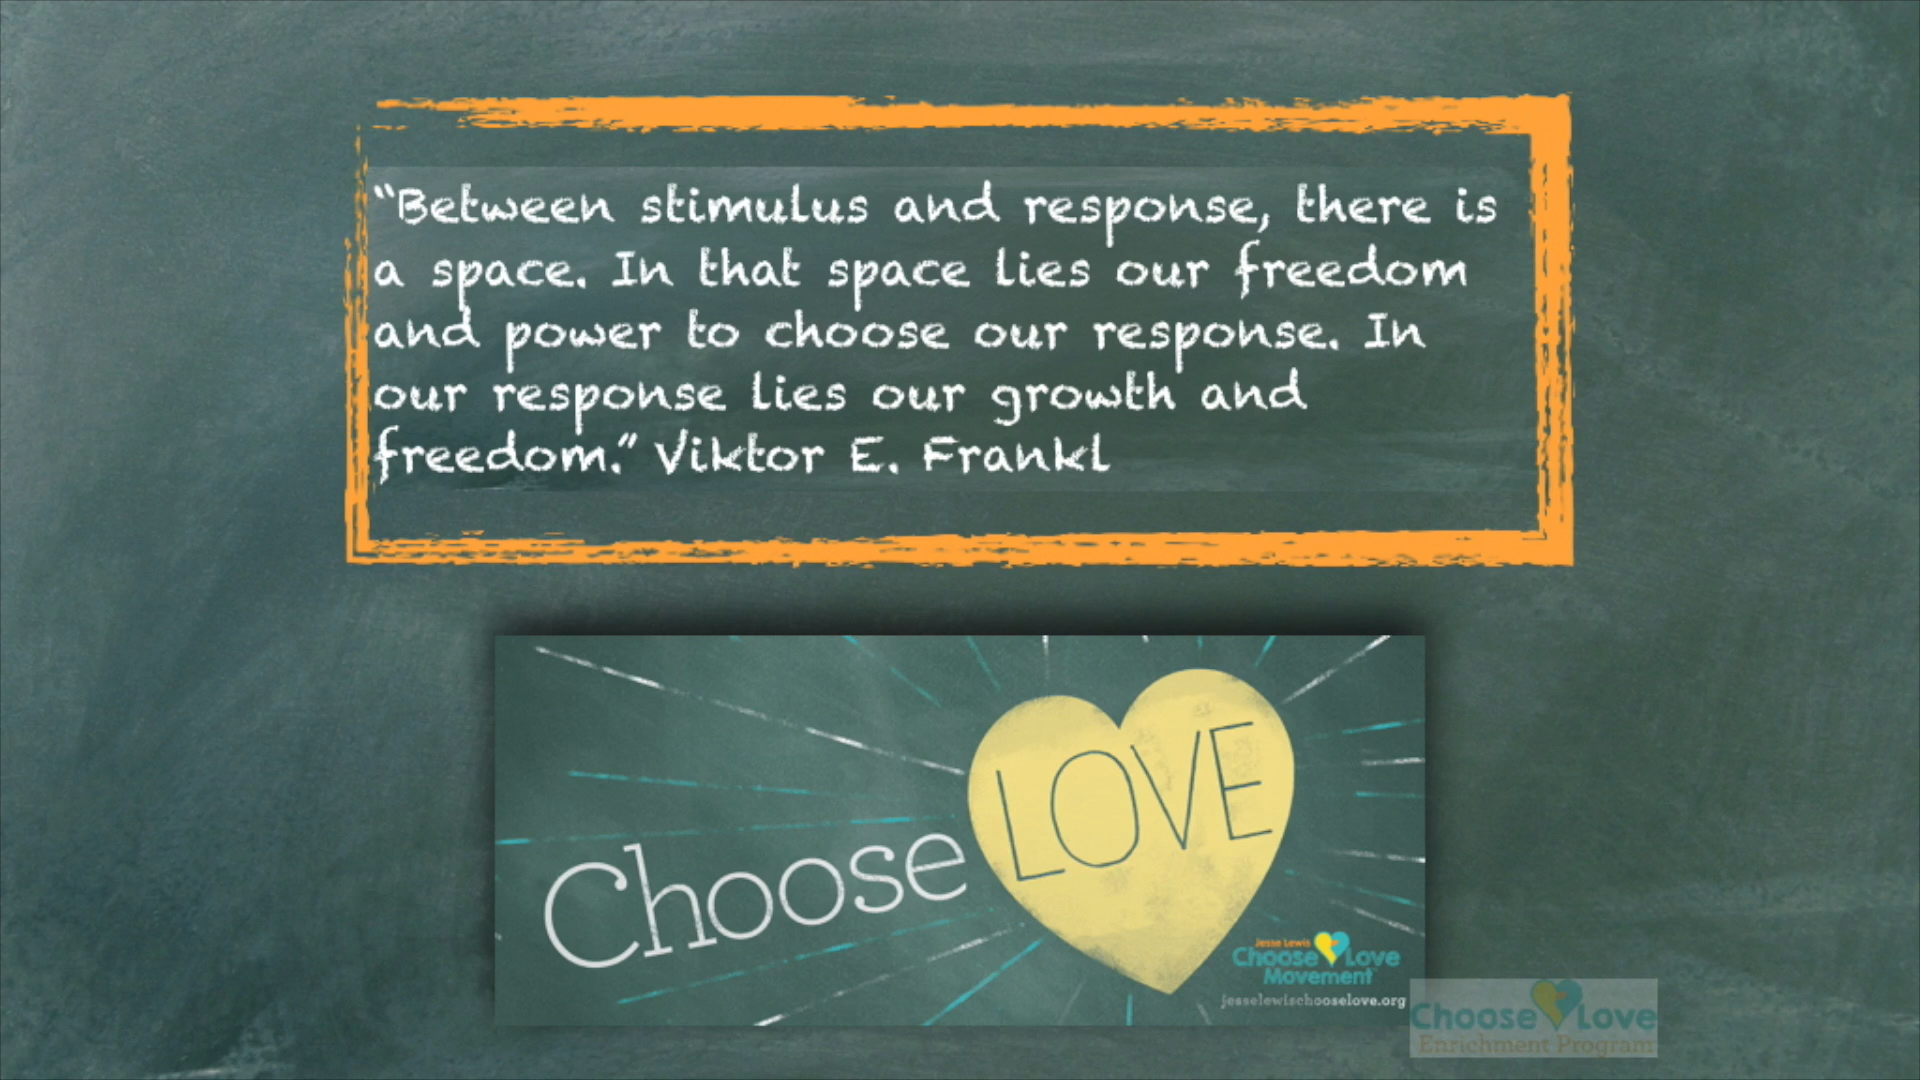 “Between stimulus and response, there is
a space. In that space lies our freedom
and power to choose our response. In
our response lies our growth and
freedom.” Viktor E. Frankl
Choose LOVE
Jesse Lewis
Choose Love
Movement
jesselewischooselove.org
Choose Love
Enrichment Program